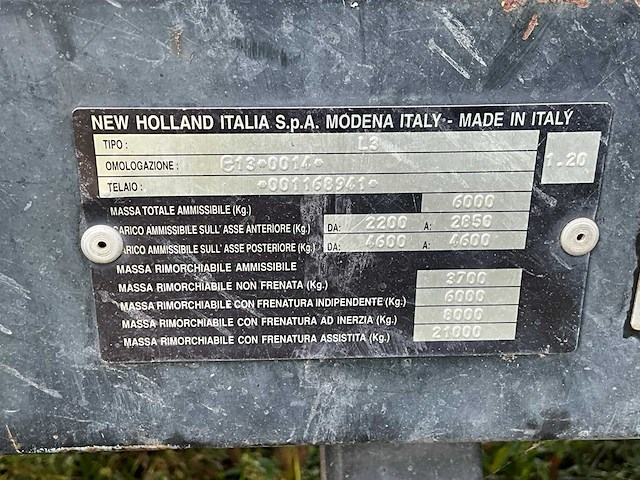 NEW HOLLAND ITALIA S.p.A. MODENA ITALY - MADE IN ITALY
TIPO : L3
OMOLOGAZIONE : e13*0014* 1.20
TELAIO : *001168941*
MASSA TOTALE AMMISSIBILE (Kg.) 6000
CARICO AMMISSIBILE SULL' ASSE ANTERIORE (Kg.) DA: 2200 A: 2850
CARICO AMMISSIBILE SULL' ASSE POSTERIORE (Kg.) DA: 4600 A: 4600
MASSA RIMORCHIABILE AMMISSIBILE
MASSA RIMORCHIABILE NON FRENATA (Kg.) 3700
MASSA RIMORCHIABILE CON FRENATURA INDIPENDENTE (Kg.) 6000
MASSA RIMORCHIABILE CON FRENATURA AD INERZIA (Kg.) 8000
MASSA RIMORCHIABILE CON FRENATURA ASSISTITA (Kg.) 21000